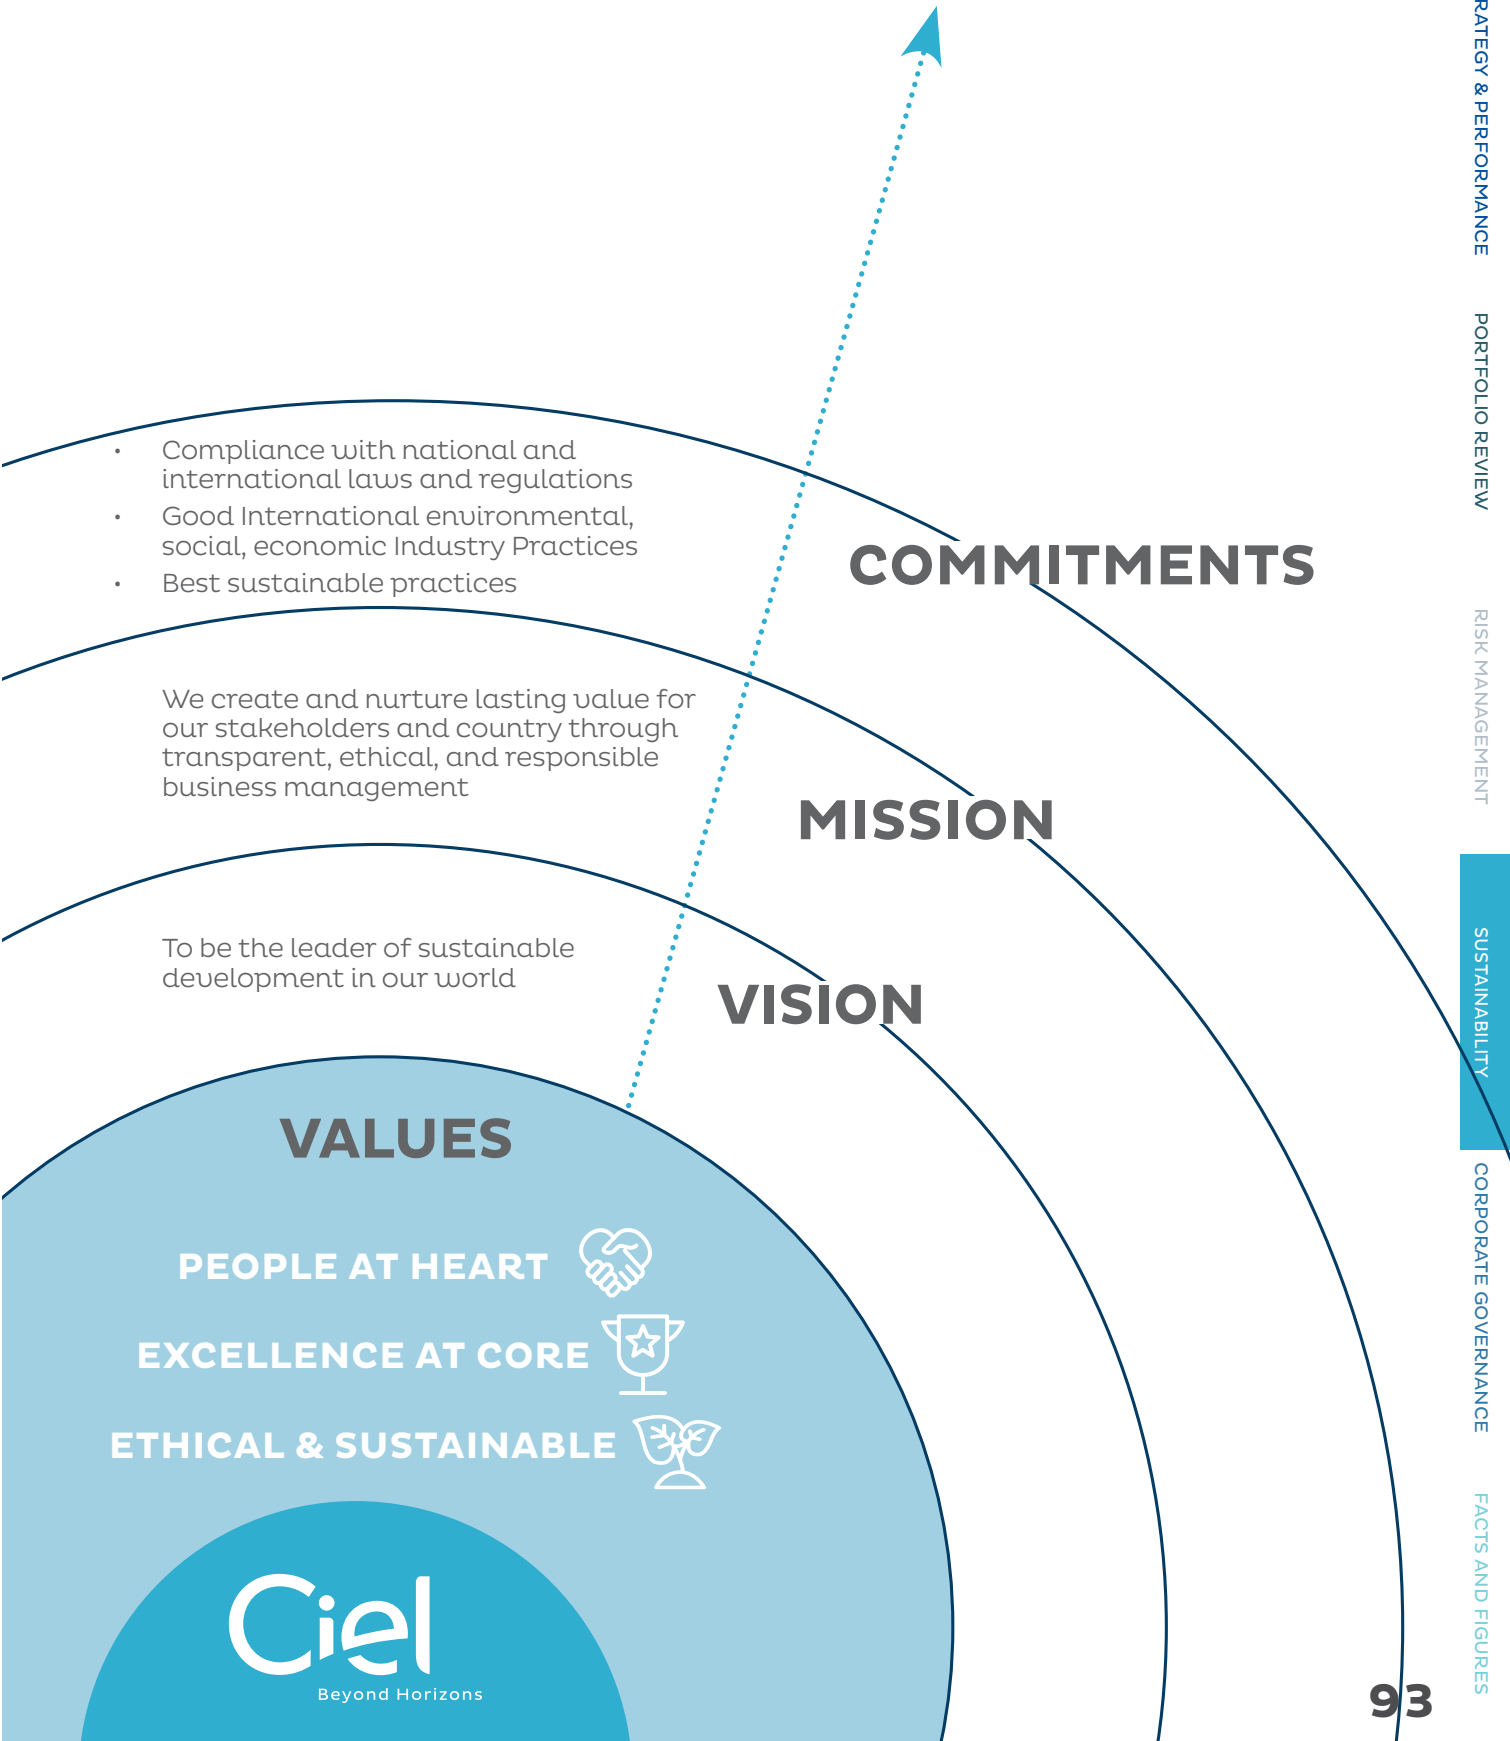 • Compliance with national and
international laws and regulations
• Good International environmental,
social, economic Industry Practices
• Best sustainable practices
COMMITMENTS
We create and nurture lasting value for
our stakeholders and country through
transparent, ethical, and responsible
business management
MISSION
To be the leader of sustainable
development in our world
VISION
VALUES
PEOPLE AT HEART
EXCELLENCE AT CORE
ETHICAL & SUSTAINABLE
Ciel
Beyond Horizons
RATEGY & PERFORMANCE
PORTFOLIO REVIEW
RISK MANAGEMENT
SUSTAINABILITY
CORPORATE GOVERNANCE
FACTS AND FIGURES
93